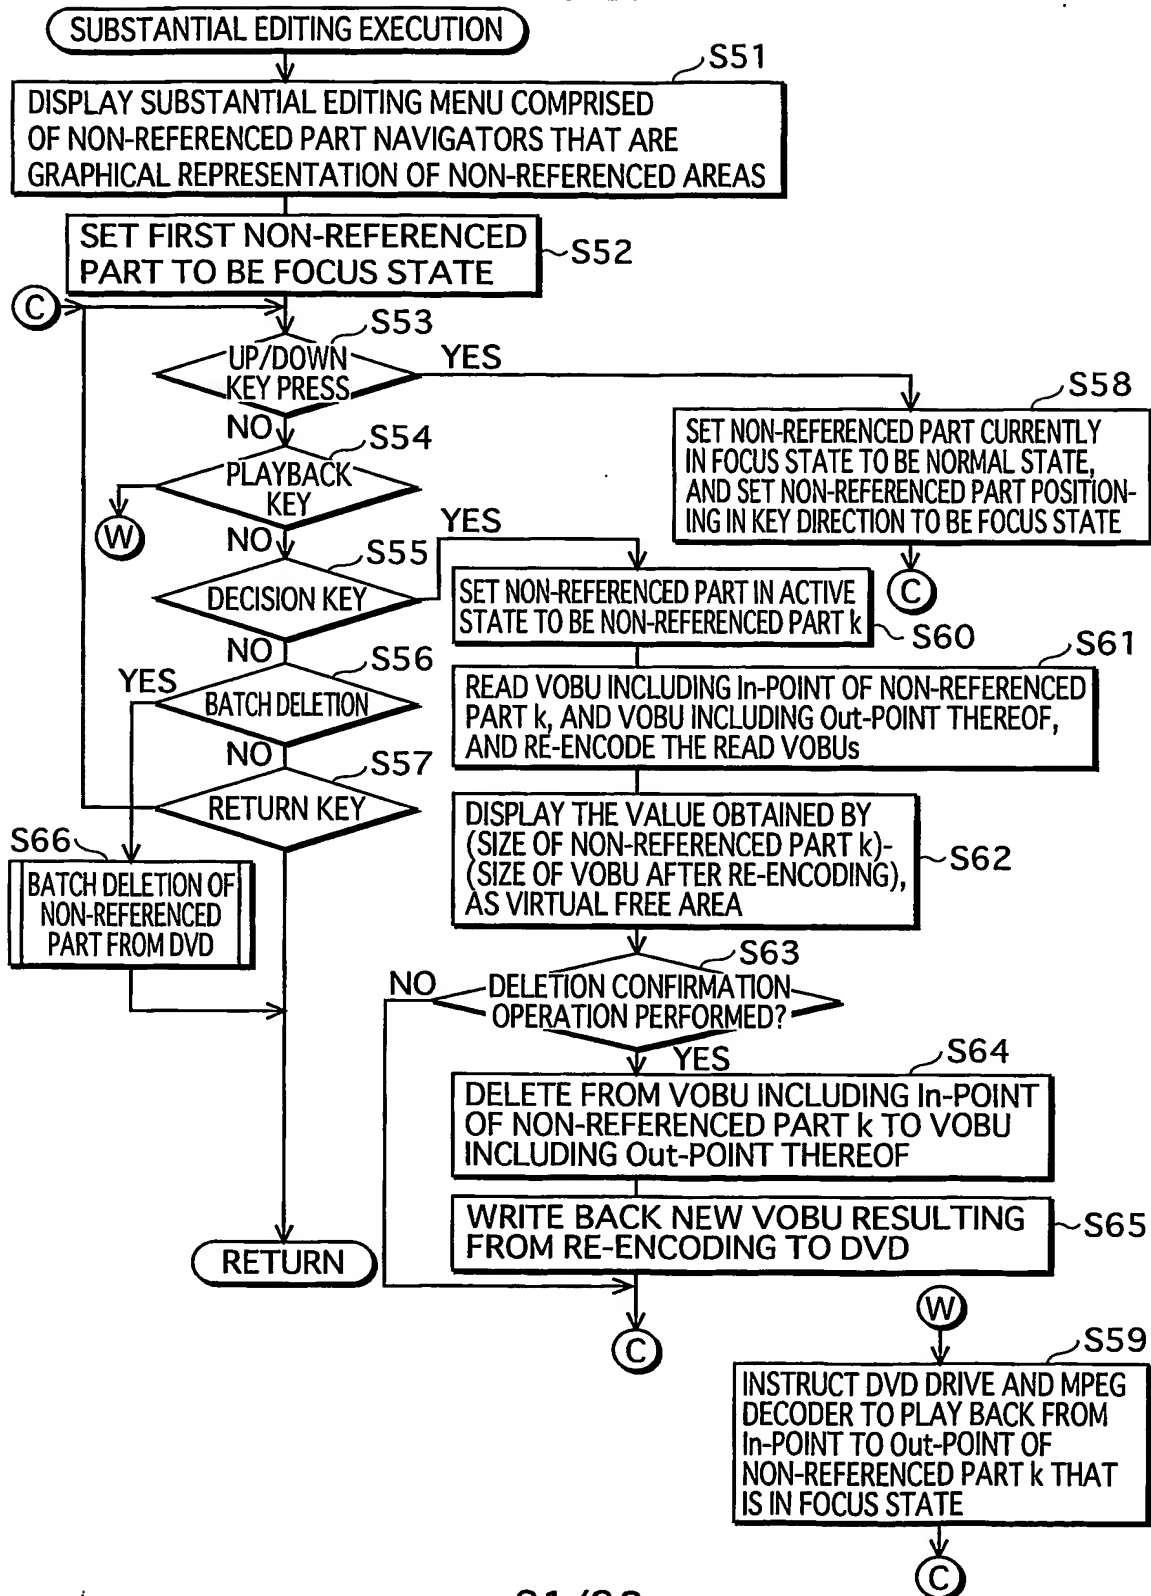 SUBSTANTIAL EDITING EXECUTION
S51
DISPLAY SUBSTANTIAL EDITING MENU COMPRISED
OF NON-REFERENCED PART NAVIGATORS THAT ARE
GRAPHICAL REPRESENTATION OF NON-REFERENCED AREAS
SET FIRST NON-REFERENCED
PART TO BE FOCUS STATE
S52
C
S53
UP/DOWN
KEY PRESS
YES
NO
S58
SET NON-REFERENCED PART CURRENTLY
IN FOCUS STATE TO BE NORMAL STATE,
AND SET NON-REFERENCED PART POSITION-
ING IN KEY DIRECTION TO BE FOCUS STATE
C
S54
PLAYBACK
KEY
W
NO
S55
DECISION KEY
YES
NO
SET NON-REFERENCED PART IN ACTIVE
STATE TO BE NON-REFERENCED PART k
S60
S56
BATCH DELETION
YES
NO
S61
READ VOBU INCLUDING In-POINT OF NON-REFERENCED
PART k, AND VOBU INCLUDING Out-POINT THEREOF,
AND RE-ENCODE THE READ VOBUs
S57
RETURN KEY
DISPLAY THE VALUE OBTAINED BY
(SIZE OF NON-REFERENCED PART k)-
(SIZE OF VOBU AFTER RE-ENCODING),
AS VIRTUAL FREE AREA
S62
S66
BATCH DELETION OF
NON-REFERENCED
PART FROM DVD
S63
DELETION CONFIRMATION
OPERATION PERFORMED?
NO
YES
S64
DELETE FROM VOBU INCLUDING In-POINT
OF NON-REFERENCED PART k TO VOBU
INCLUDING Out-POINT THEREOF
WRITE BACK NEW VOBU RESULTING
FROM RE-ENCODING TO DVD
S65
RETURN
C
W
S59
INSTRUCT DVD DRIVE AND MPEG
DECODER TO PLAY BACK FROM
In-POINT TO Out-POINT OF
NON-REFERENCED PART k THAT
IS IN FOCUS STATE
C